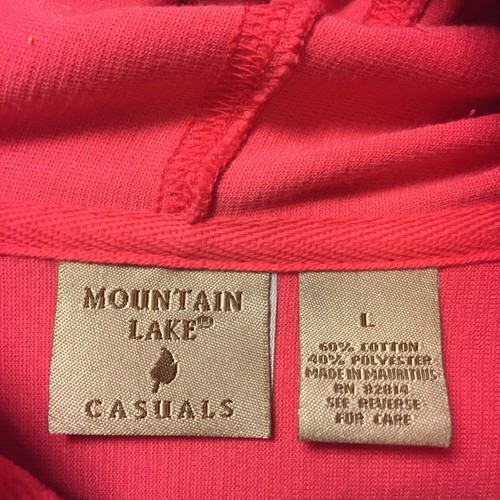 MOUNTAIN
LAKE
CASUALS
L
60% COTTON
40% POLYESTER
MADE IN MAURITIUS
RN 82814
SEE REVERSE
FOR CARE